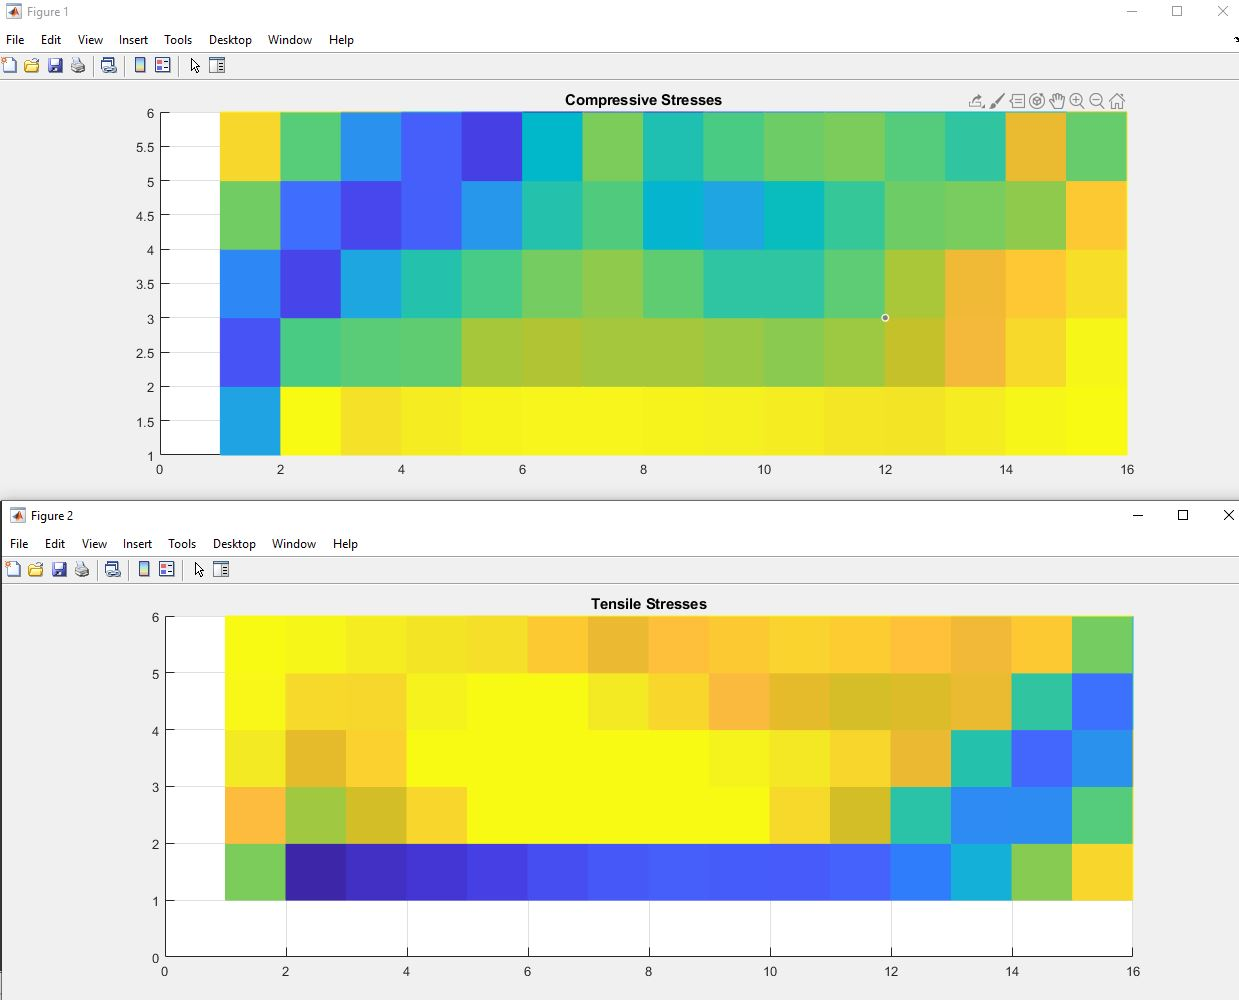 Figure 1
File Edit View Insert Tools Desktop Window Help
Compressive Stresses
6
5.5
5
4.5
4
3.5
3
2.5
2
1.5
1
0 2 4 6 8 10 12 14 16
Figure 2
File Edit View Insert Tools Desktop Window Help
Tensile Stresses
6
5
4
3
2
1
0
0 2 4 6 8 10 12 14 16